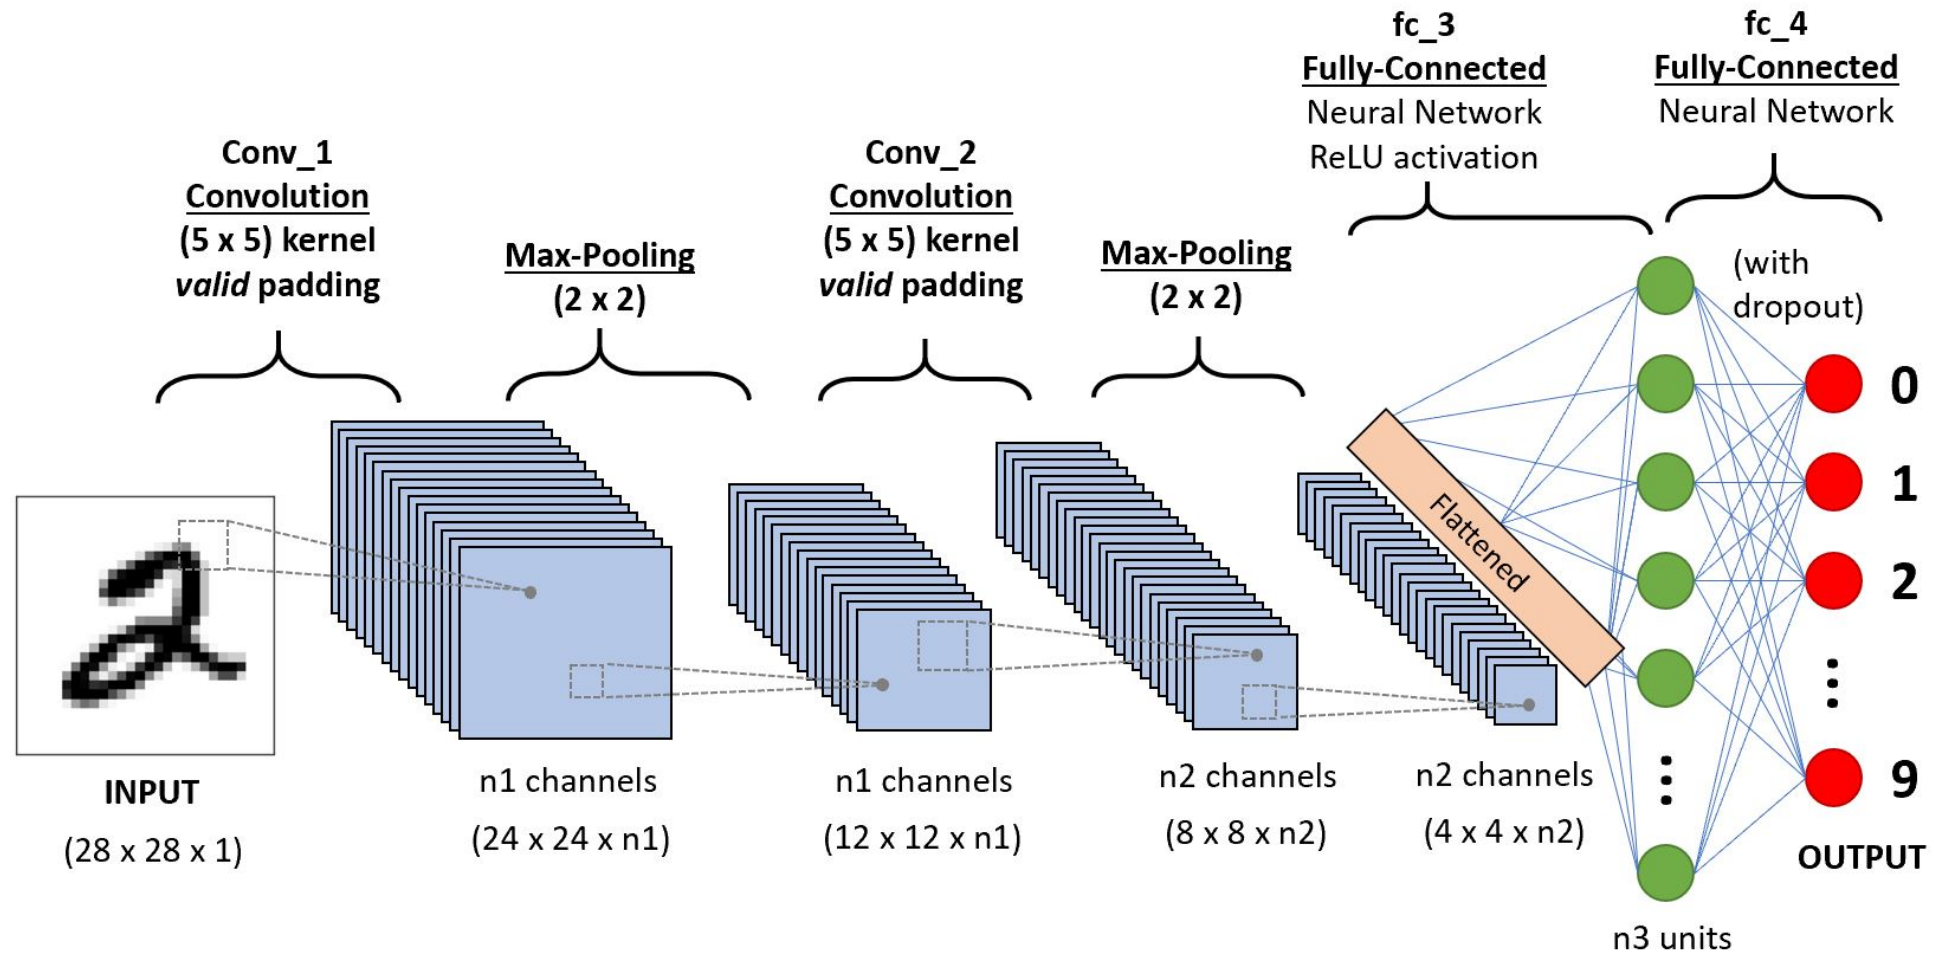 Conv_1
Convolution
(5 x 5) kernel
valid padding
Max-Pooling
(2 x 2)
Conv_2
Convolution
(5 x 5) kernel
valid padding
Max-Pooling
(2 x 2)
fc_3
Fully-Connected
Neural Network
ReLU activation
fc_4
Fully-Connected
Neural Network
(with
dropout)
Flattened
0
1
2
9
INPUT
(28 x 28 x 1)
n1 channels
(24 x 24 x n1)
n1 channels
(12 x 12 x n1)
n2 channels
(8 x 8 x n2)
n2 channels
(4 x 4 x n2)
n3 units
OUTPUT